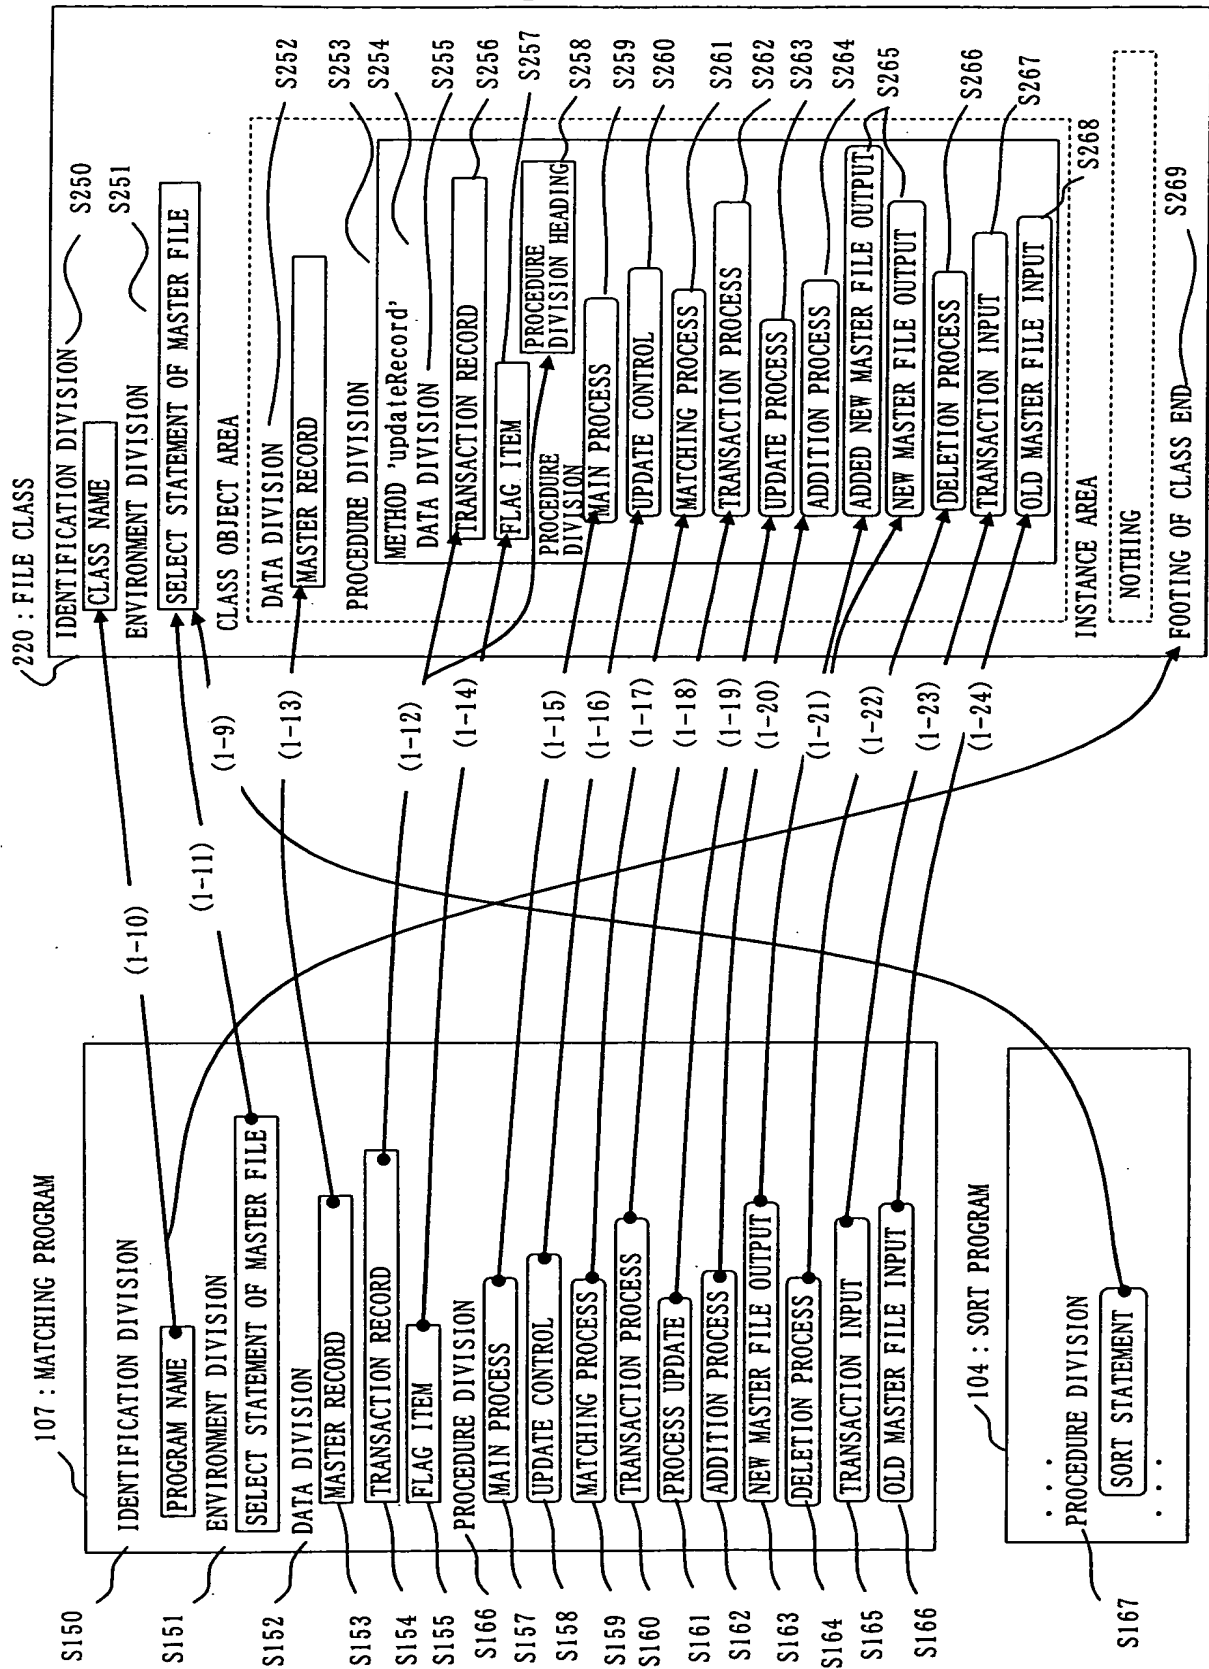 107 : MATCHING PROGRAM
S150
IDENTIFICATION DIVISION
PROGRAM NAME
S151
ENVIRONMENT DIVISION
SELECT STATEMENT OF MASTER FILE
S152
DATA DIVISION
S153
MASTER RECORD
S154
TRANSACTION RECORD
S155
FLAG ITEM
S166
PROCEDURE DIVISION
S157
MAIN PROCESS
S158
UPDATE CONTROL
S159
MATCHING PROCESS
S160
TRANSACTION PROCESS
S161
PROCESS UPDATE
S162
ADDITION PROCESS
S163
NEW MASTER FILE OUTPUT
S164
DELETION PROCESS
S165
TRANSACTION INPUT
S166
OLD MASTER FILE INPUT
104 : SORT PROGRAM
. . .
S167
PROCEDURE DIVISION
SORT STATEMENT
. . .
(1-10)
(1-11)
(1-9)
(1-13)
(1-12)
(1-14)
(1-15)
(1-16)
(1-17)
(1-18)
(1-19)
(1-20)
(1-21)
(1-22)
(1-23)
(1-24)
220 : FILE CLASS
IDENTIFICATION DIVISION
S250
CLASS NAME
ENVIRONMENT DIVISION
S251
SELECT STATEMENT OF MASTER FILE
CLASS OBJECT AREA
DATA DIVISION
S252
MASTER RECORD
PROCEDURE DIVISION
S253
METHOD 'updateRecord'
S254
DATA DIVISION
S255
TRANSACTION RECORD
S256
FLAG ITEM
S257
PROCEDURE
DIVISION
PROCEDURE
DIVISION HEADING
S258
MAIN PROCESS
S259
UPDATE CONTROL
S260
MATCHING PROCESS
S261
TRANSACTION PROCESS
S262
UPDATE PROCESS
S263
ADDITION PROCESS
S264
ADDED NEW MASTER FILE OUTPUT
S265
NEW MASTER FILE OUTPUT
DELETION PROCESS
S266
TRANSACTION INPUT
S267
OLD MASTER FILE INPUT
S268
INSTANCE AREA
NOTHING
FOOTING OF CLASS END
S269